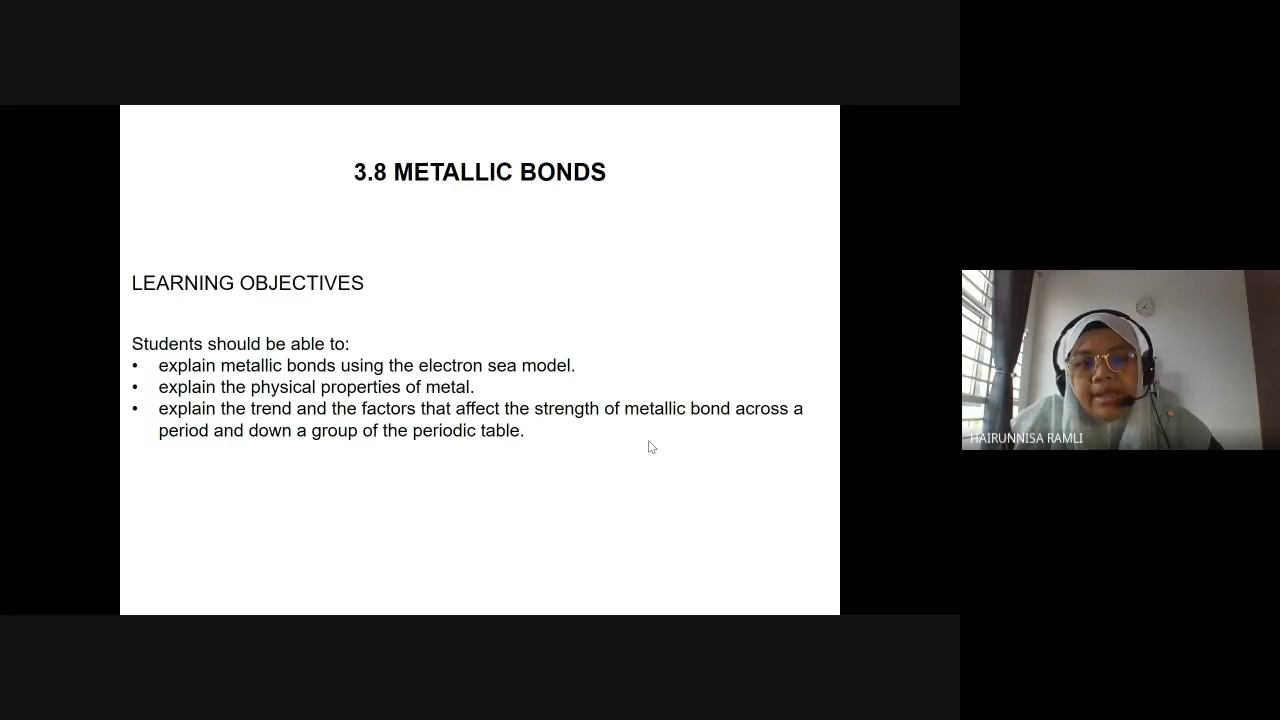 3.8 METALLIC BONDS
LEARNING OBJECTIVES
Students should be able to:
• explain metallic bonds using the electron sea model.
• explain the physical properties of metal.
• explain the trend and the factors that affect the strength of metallic bond across a
period and down a group of the periodic table.
HAIRUNNISA RAMLI